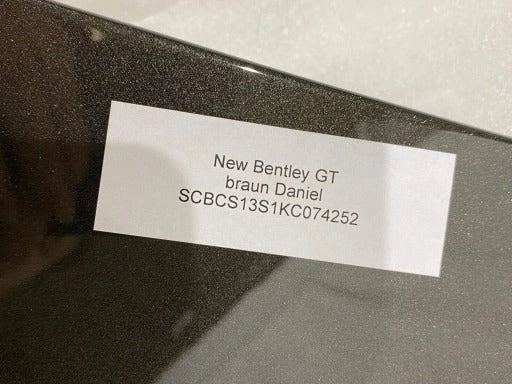 New Bentley GT
braun Daniel
SCBCS13S1KC074252